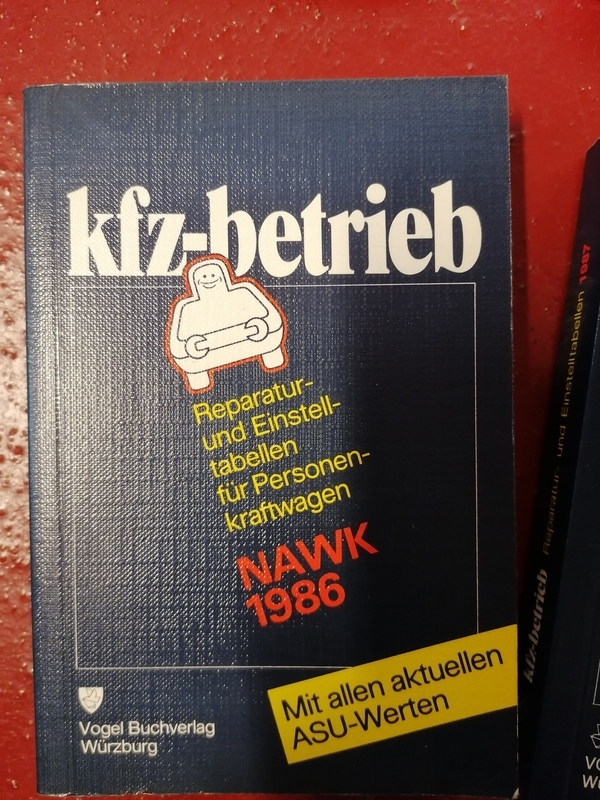 kfz-betrieb
Reparatur-
und Einstell-
tabellen
für Personen-
kraftwagen
NAWK
1986
Mit allen aktuellen
ASU-Werten
Vogel Buchverlag
Würzburg
kfz-betrieb Reparatur- und Einstelltabellen 1987